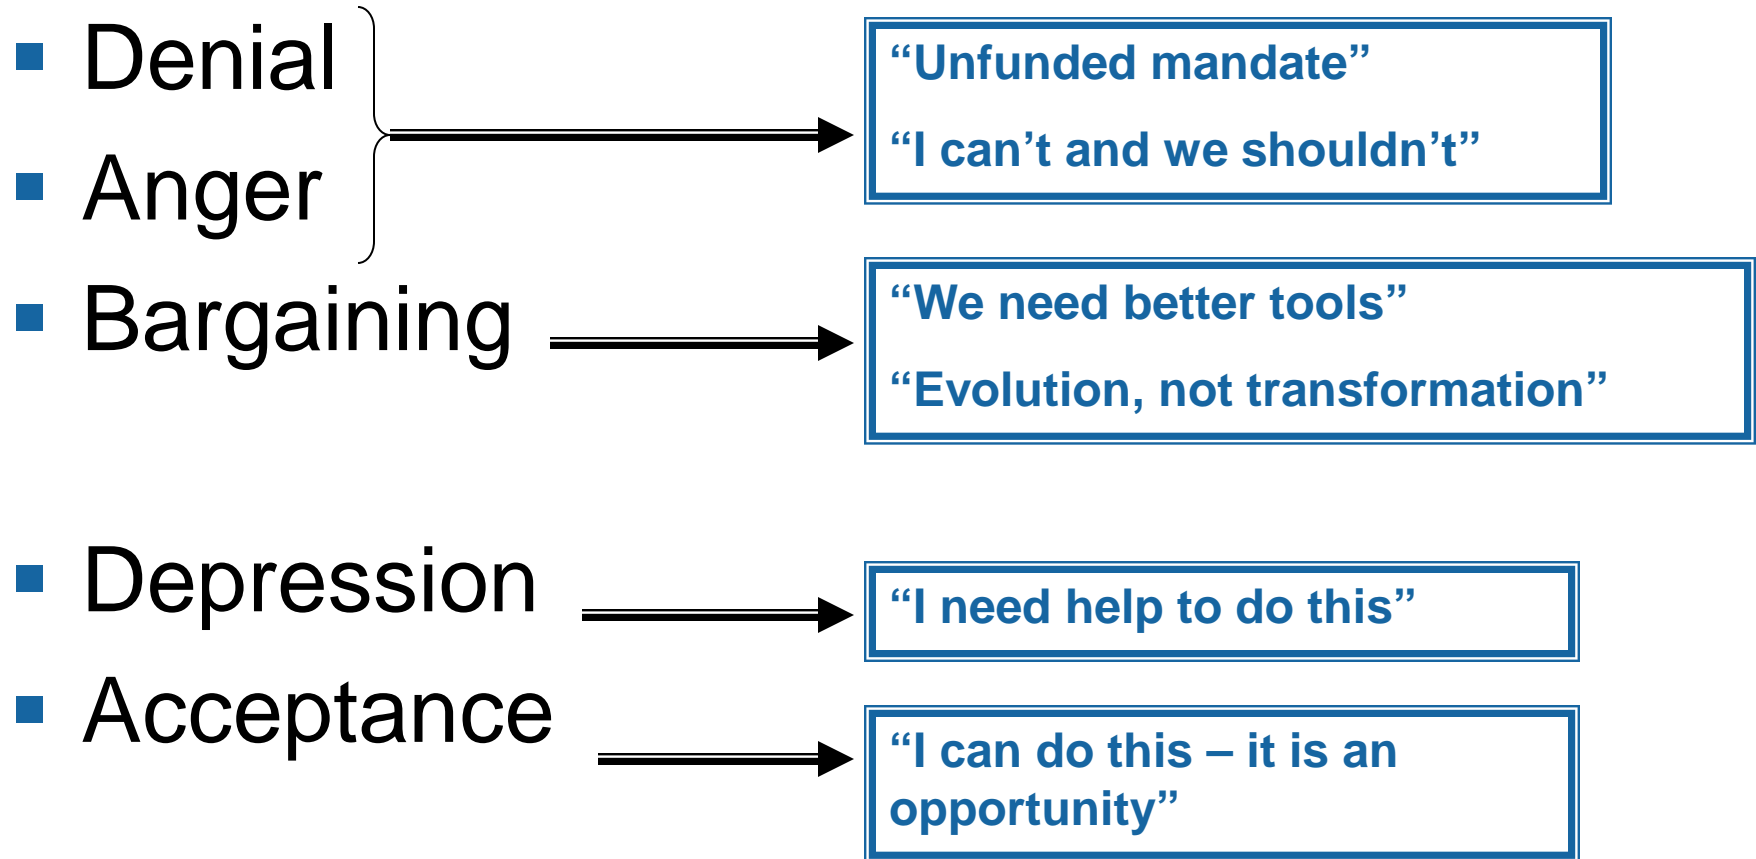 Denial
“Unfunded mandate”
“I can’t and we shouldn’t”
Anger
Bargaining
“We need better tools”
“Evolution, not transformation”
Depression
“I need help to do this”
Acceptance
“I can do this – it is an
opportunity”